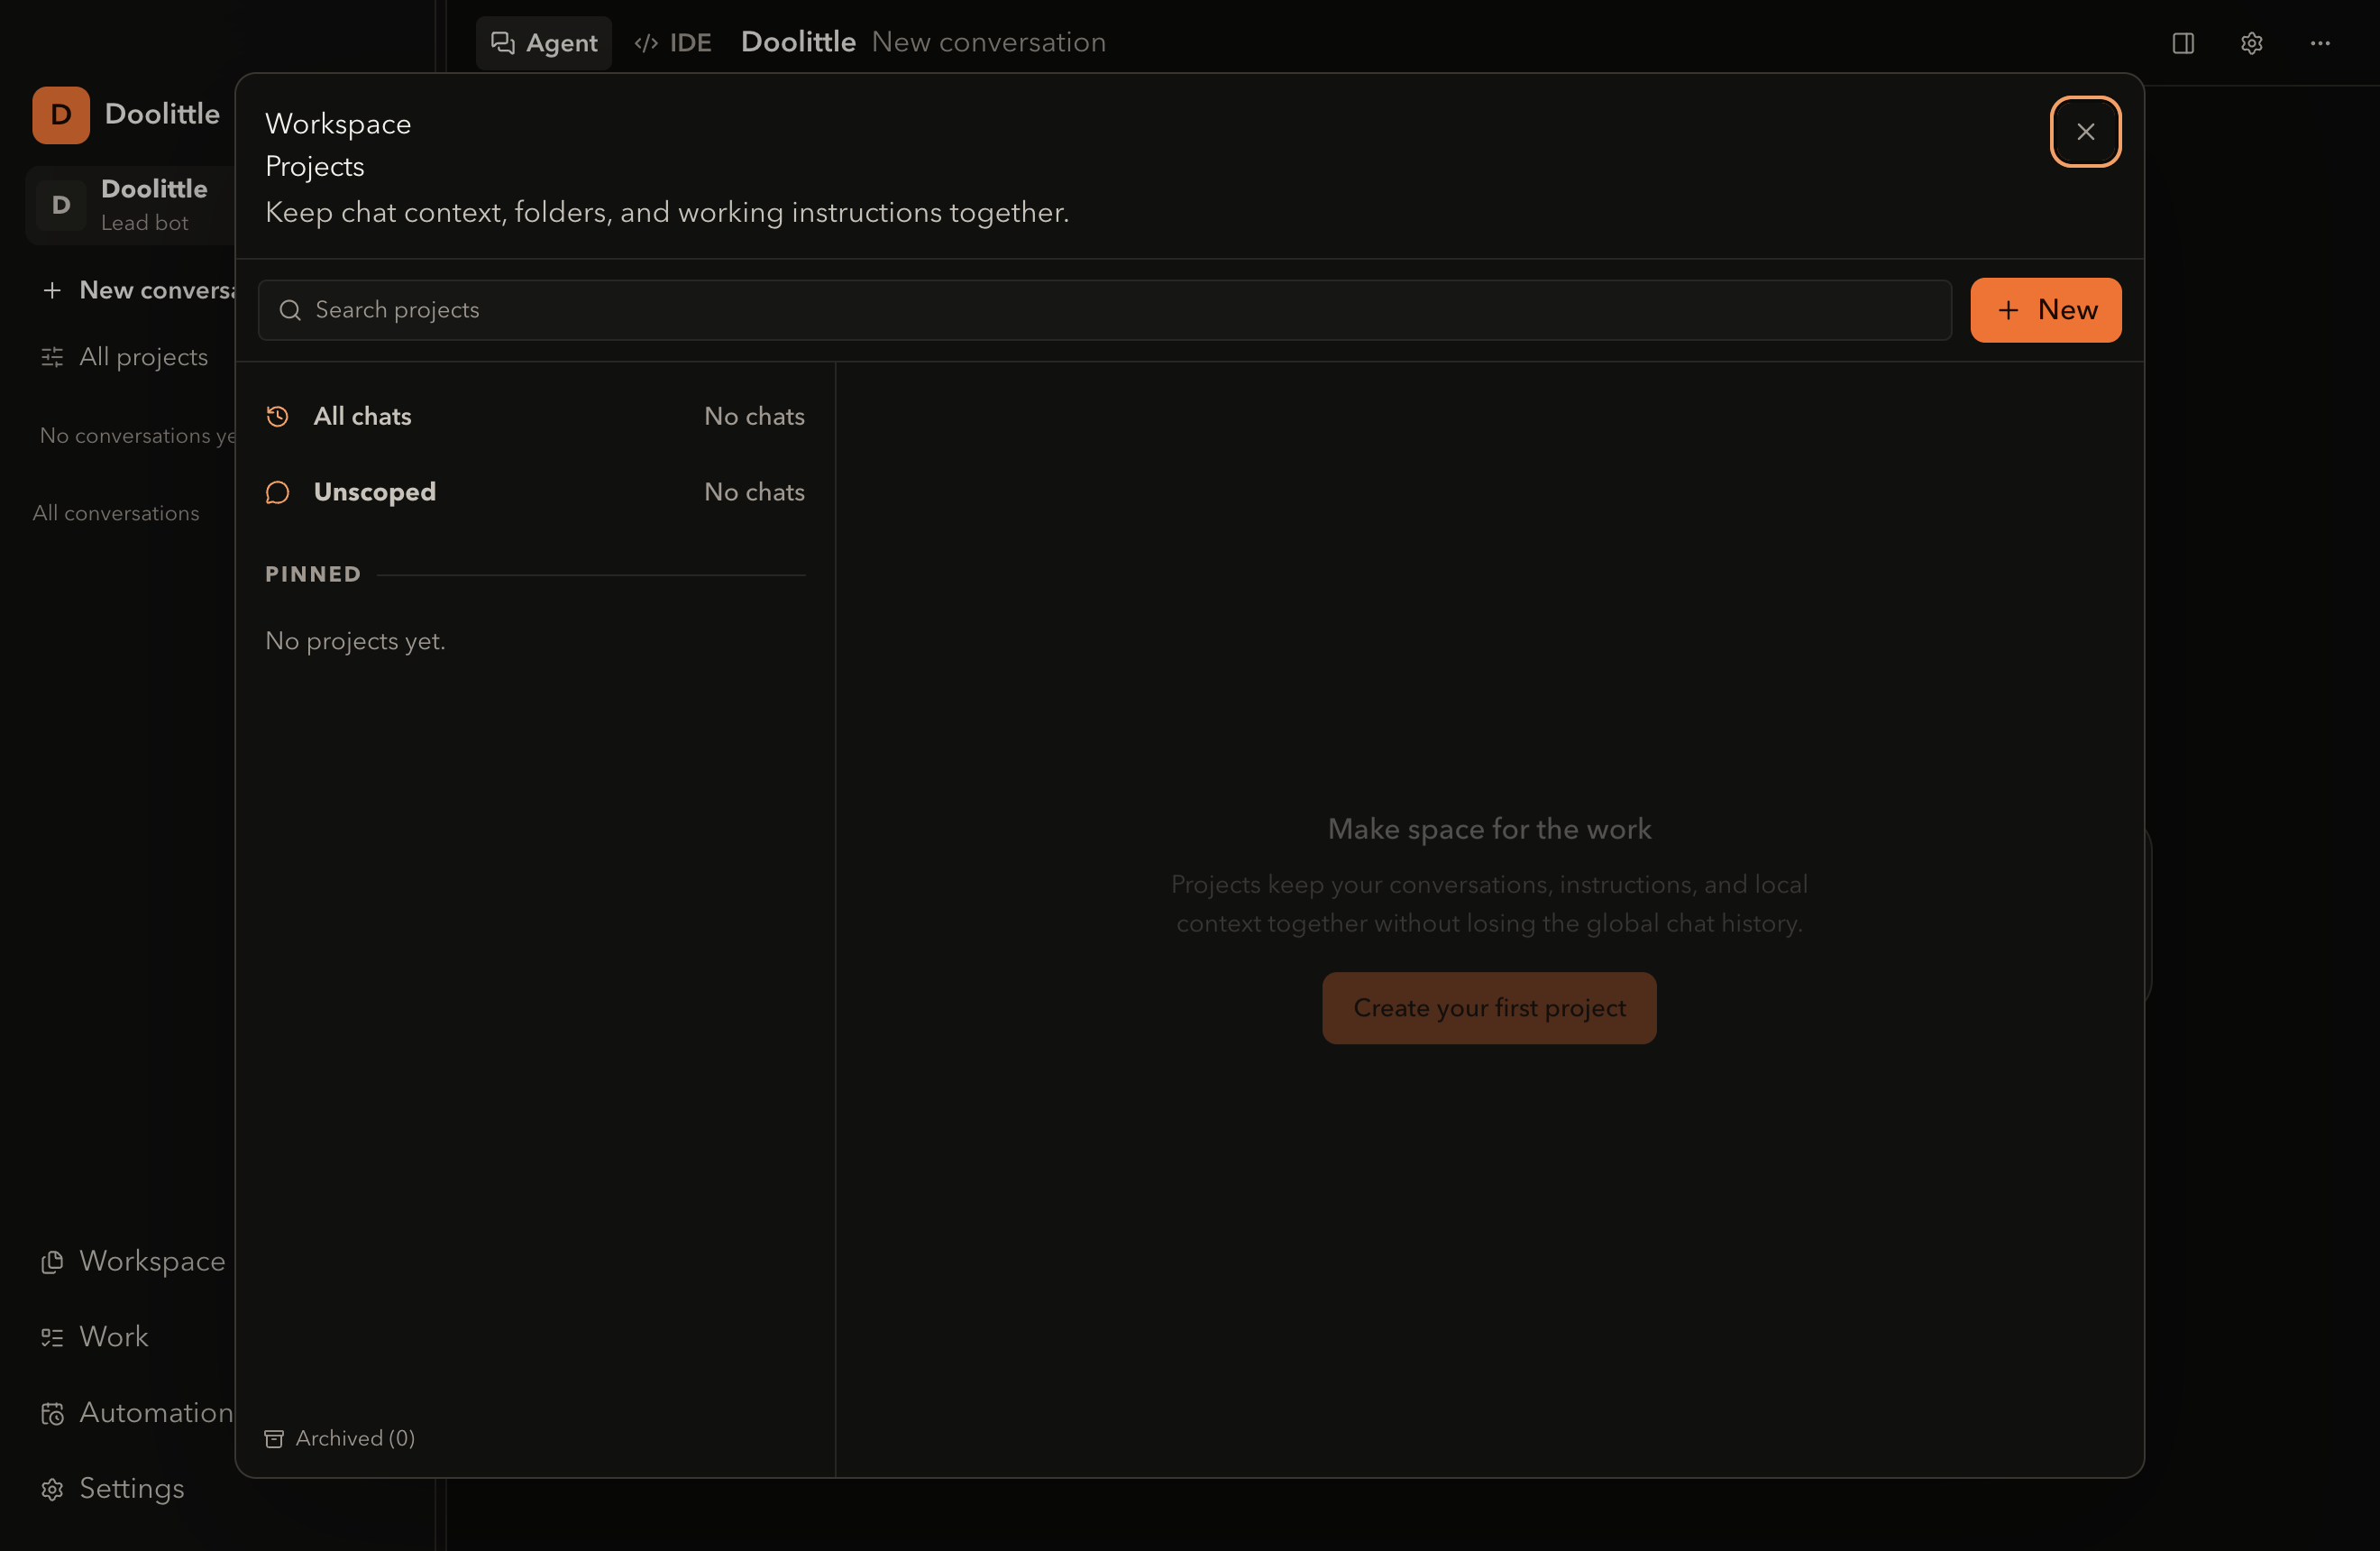 Agent
IDE
Doolittle New conversation
D Doolittle
D Doolittle
Lead bot
New conversa
All projects
No conversations ye
All conversations
Workspace
Work
Automation
Settings
Workspace
Projects
Keep chat context, folders, and working instructions together.
Search projects
New
All chats No chats
Unscoped No chats
PINNED
No projects yet.
Archived (0)
Make space for the work
Projects keep your conversations, instructions, and local
context together without losing the global chat history.
Create your first project